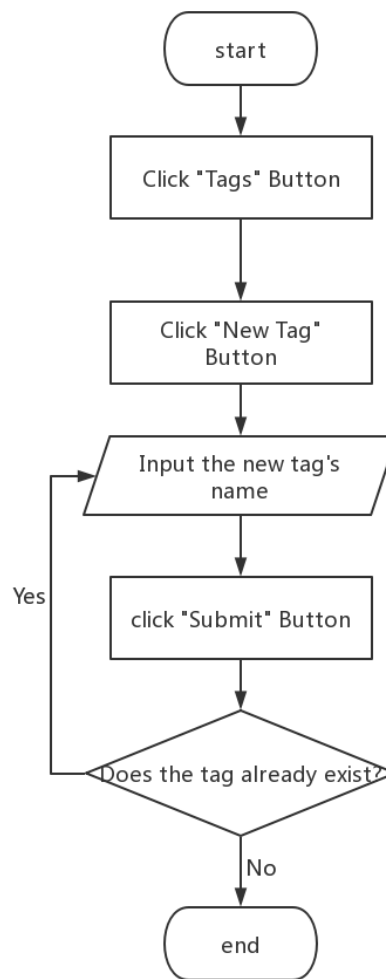 start
Click "Tags" Button
Click "New Tag"
Button
Input the new tag's
name
Yes
click "Submit" Button
Does the tag already exist?
No
end